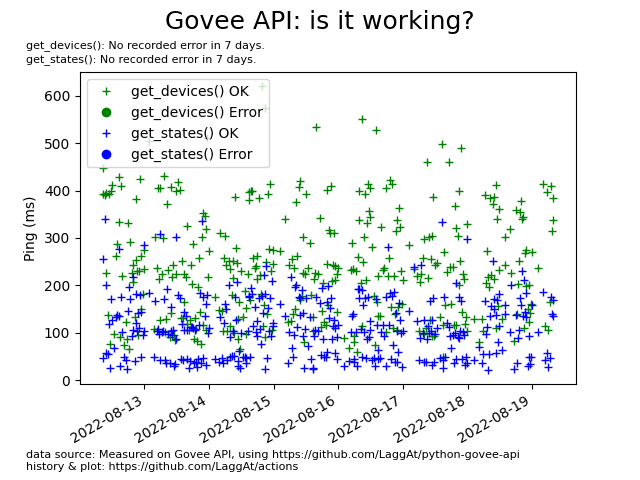 Govee API: is it working?
get_devices(): No recorded error in 7 days.
get_states(): No recorded error in 7 days.
get_devices() OK
get_devices() Error
get_states() OK
get_states() Error
Ping (ms)
600
500
400
300
200
100
0
2022-08-13
2022-08-14
2022-08-15
2022-08-16
2022-08-17
2022-08-18
2022-08-19
data source: Measured on Govee API, using https://github.com/LaggAt/python-govee-api
history & plot: https://github.com/LaggAt/actions